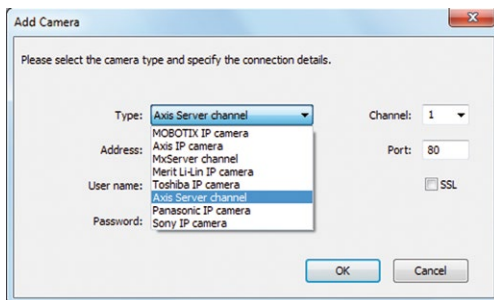 Add Camera
Please select the camera type and specify the connection details.
Type: Axis Server channel Channel: 1
MOBOTIX IP camera
Axis IP camera
Address: MxServer channel Port: 80
Merit Li-Lin IP camera
User name: Toshiba IP camera SSL
Axis Server channel
Panasonic IP camera
Password: Sony IP camera
OK Cancel